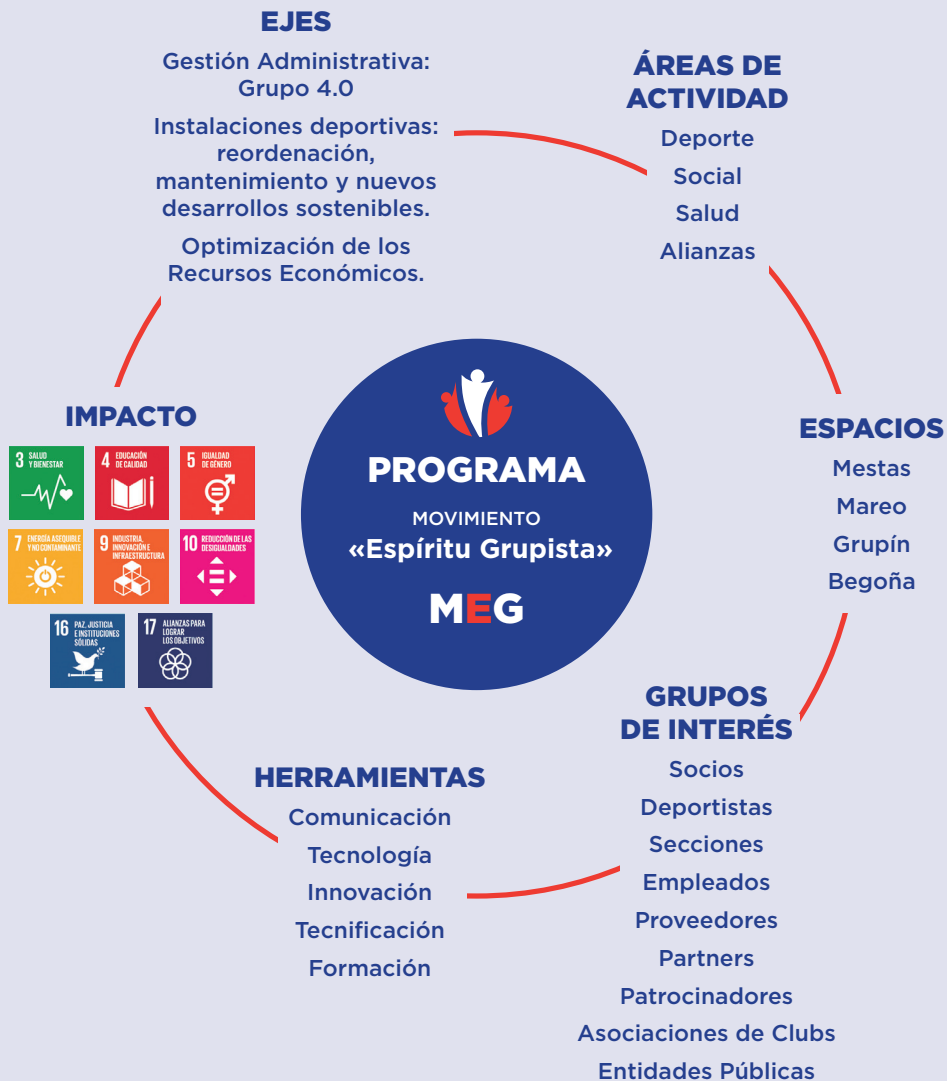 EJES
Gestión Administrativa:
Grupo 4.0
Instalaciones deportivas:
reordenación,
mantenimiento y nuevos
desarrollos sostenibles.
Optimización de los
Recursos Económicos.
ÁREAS DE
ACTIVIDAD
Deporte
Social
Salud
Alianzas
ESPACIOS
Mestas
Mareo
Grupín
Begoña
GRUPOS
DE INTERÉS
Socios
Deportistas
Secciones
Empleados
Proveedores
Partners
Patrocinadores
Asociaciones de Clubs
Entidades Públicas
HERRAMIENTAS
Comunicación
Tecnología
Innovación
Tecnificación
Formación
IMPACTO
3 SALUD
Y BIENESTAR
4 EDUCACIÓN
DE CALIDAD
5 IGUALDAD
DE GÉNERO
7 ENERGÍA ASEQUIBLE
Y NO CONTAMINANTE
9 INDUSTRIA,
INNOVACIÓN E
INFRAESTRUCTURA
10 REDUCCIÓN DE LAS
DESIGUALDADES
16 PAZ, JUSTICIA
E INSTITUCIONES
SÓLIDAS
17 ALIANZAS PARA
LOGRAR
LOS OBJETIVOS
PROGRAMA
MOVIMIENTO
«Espíritu Grupista»
MEG